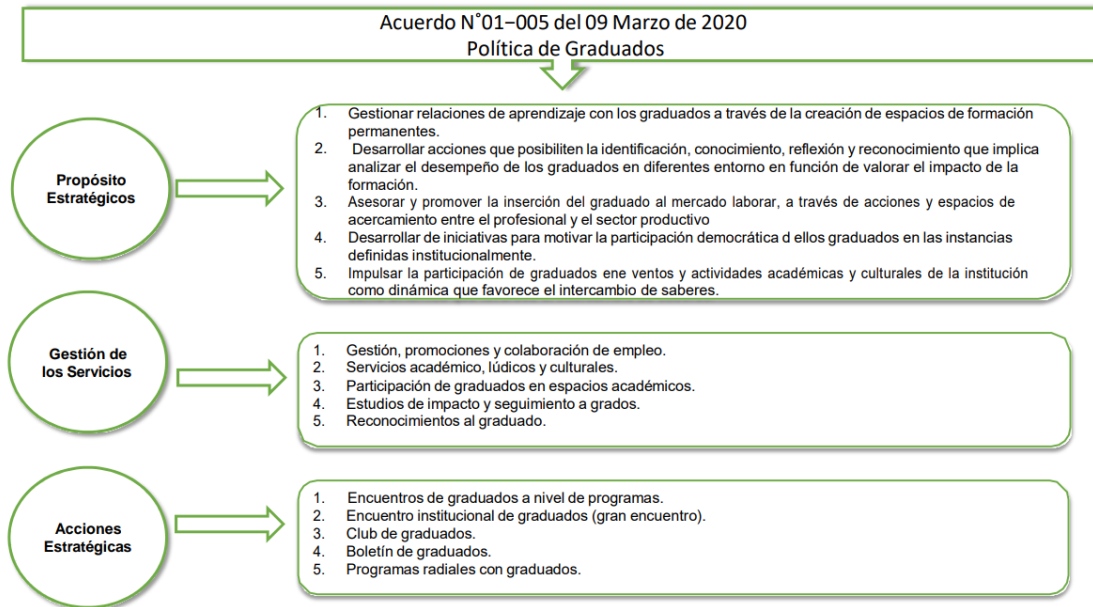 Acuerdo N°01–005 del 09 Marzo de 2020
Política de Graduados
Propósito
Estratégicos
1. Gestionar relaciones de aprendizaje con los graduados a través de la creación de espacios de formación
permanentes.
2. Desarrollar acciones que posibiliten la identificación, conocimiento, reflexión y reconocimiento que implica
analizar el desempeño de los graduados en diferentes entorno en función de valorar el impacto de la
formación.
3. Asesorar y promover la inserción del graduado al mercado laborar, a través de acciones y espacios de
acercamiento entre el profesional y el sector productivo
4. Desarrollar de iniciativas para motivar la participación democrática d ellos graduados en las instancias
definidas institucionalmente.
5. Impulsar la participación de graduados ene ventos y actividades académicas y culturales de la institución
como dinámica que favorece el intercambio de saberes.
Gestión de
los Servicios
1. Gestión, promociones y colaboración de empleo.
2. Servicios académico, lúdicos y culturales.
3. Participación de graduados en espacios académicos.
4. Estudios de impacto y seguimiento a grados.
5. Reconocimientos al graduado.
Acciones
Estratégicas
1. Encuentros de graduados a nivel de programas.
2. Encuentro institucional de graduados (gran encuentro).
3. Club de graduados.
4. Boletín de graduados.
5. Programas radiales con graduados.